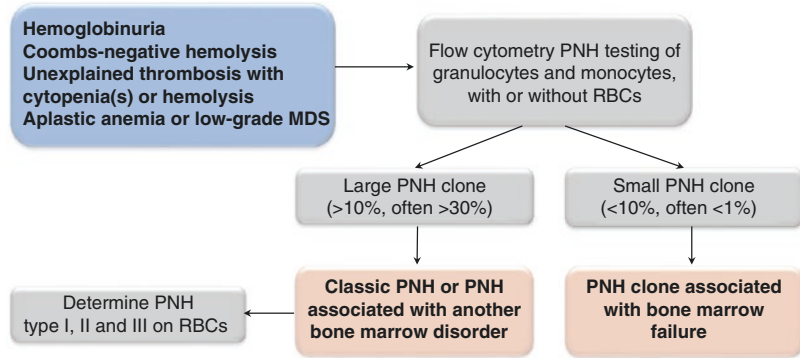 Hemoglobinuria
Coombs-negative hemolysis
Unexplained thrombosis with
cytopenia(s) or hemolysis
Aplastic anemia or low-grade MDS
Flow cytometry PNH testing of
granulocytes and monocytes,
with or without RBCs
Large PNH clone
(>10%, often >30%)
Small PNH clone
(<10%, often <1%)
Determine PNH
type I, II and III on RBCs
Classic PNH or PNH
associated with another
bone marrow disorder
PNH clone associated
with bone marrow
failure